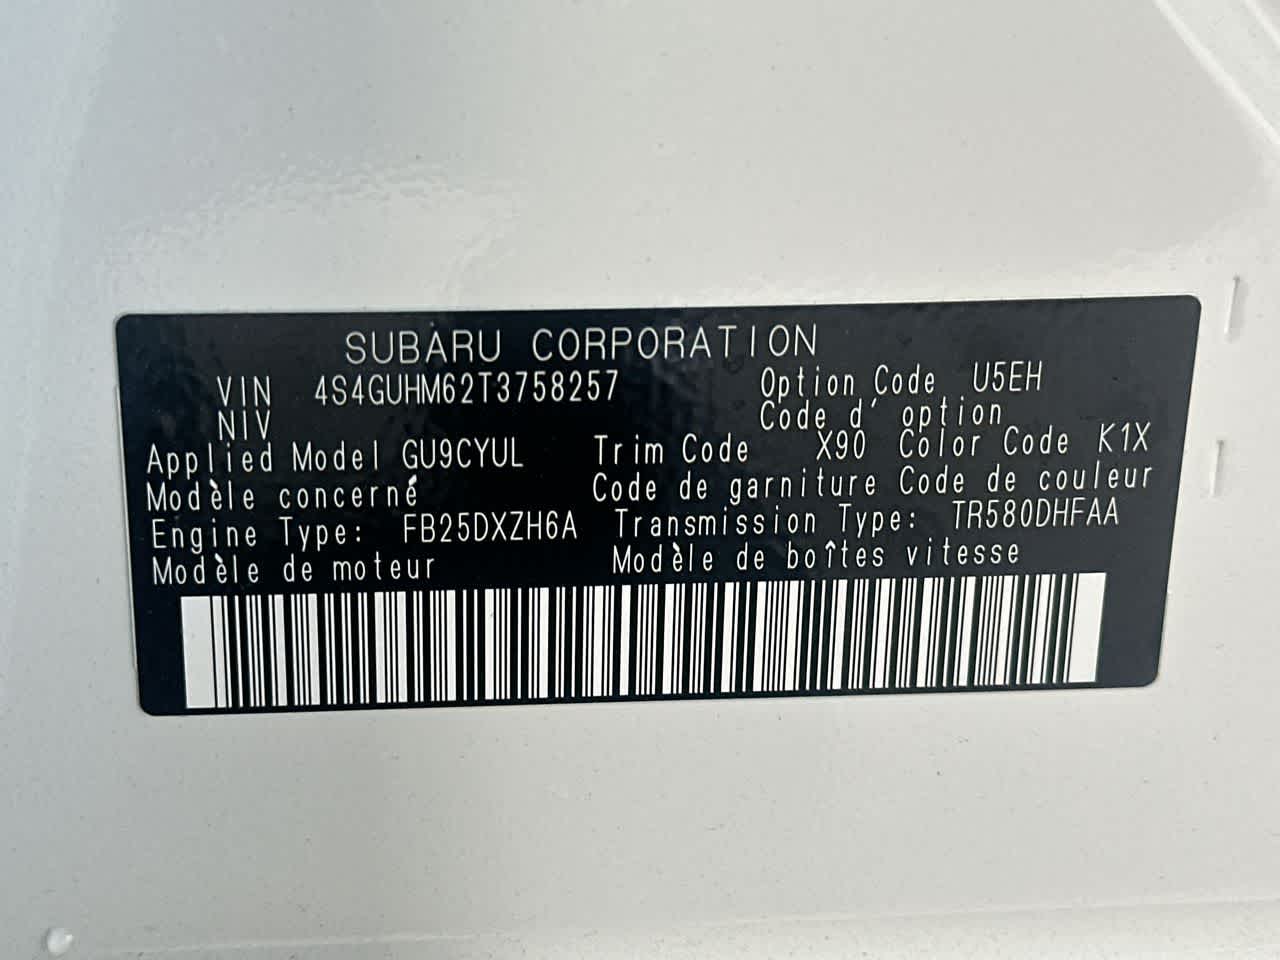 SUBARU CORPORATION
VIN 4S4GUHM62T3758257 Option Code U5EH
NIV Code d' option
Applied Model GU9CYUL Trim Code X90 Color Code K1X
Modèle concerné Code de garniture Code de couleur
Engine Type: FB25DXZH6A Transmission Type: TR580DHFAA
Modèle de moteur Modèle de boîtes vitesse